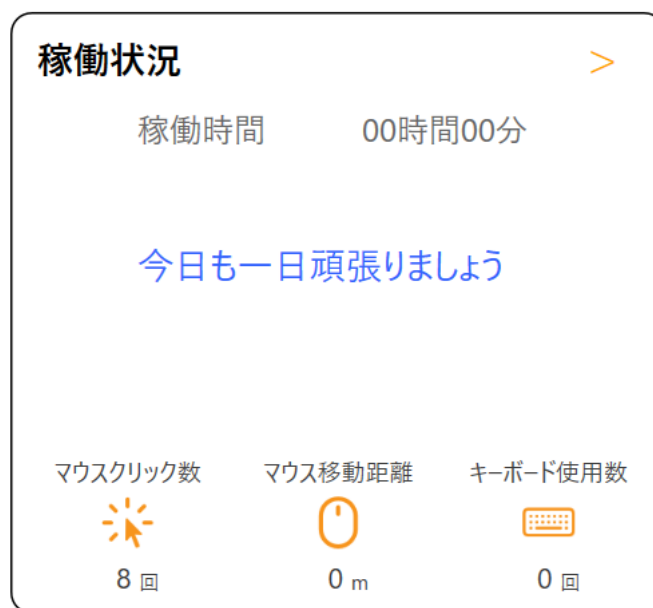 稼働状況 >
稼働時間 00時間00分
今日も一日頑張りましょう
マウスクリック数 マウス移動距離 キーボード使用数
8 回 0 m 0 回